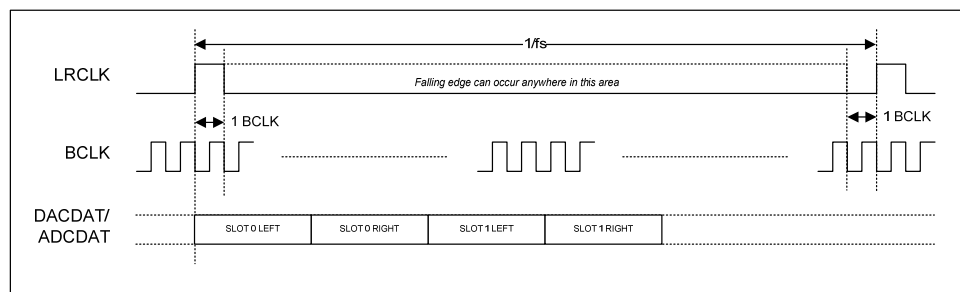 1/fs
LRCLK
Falling edge can occur anywhere in this area
1 BCLK
1 BCLK
BCLK
DACDAT/
ADCDAT
SLOT 0 LEFT
SLOT 0 RIGHT
SLOT 1 LEFT
SLOT 1 RIGHT